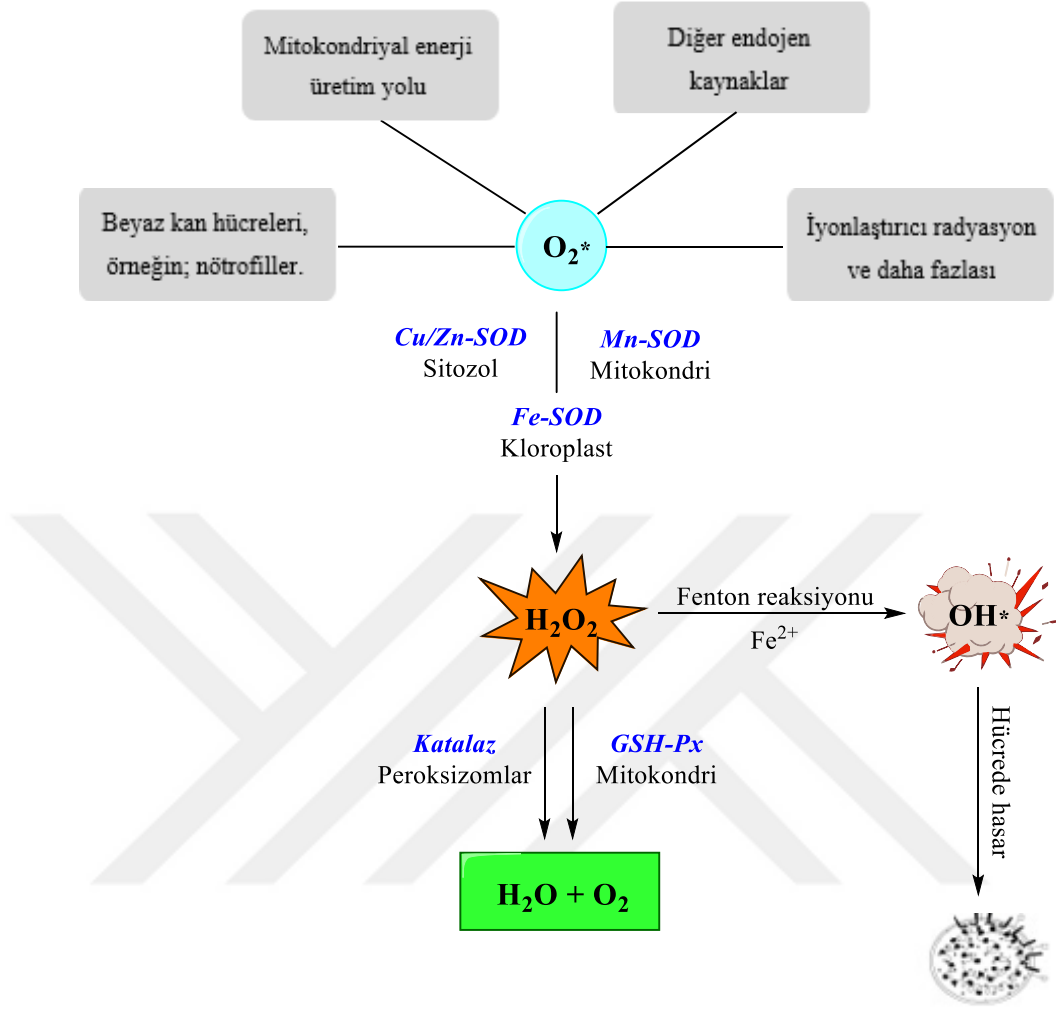 Mitokondriyal enerji
üretim yolu
Diğer endojen
kaynaklar
Beyaz kan hücreleri,
örneğin; nötrofiller.
O₂*
İyonlaştırıcı radyasyon
ve daha fazlası
Cu/Zn-SOD
Sitozol
Mn-SOD
Mitokondri
Fe-SOD
Kloroplast
H₂O₂
Fenton reaksiyonu
Fe²⁺
OH*
Katalaz
Peroksizomlar
GSH-Px
Mitokondri
Hücrede hasar
H₂O + O₂